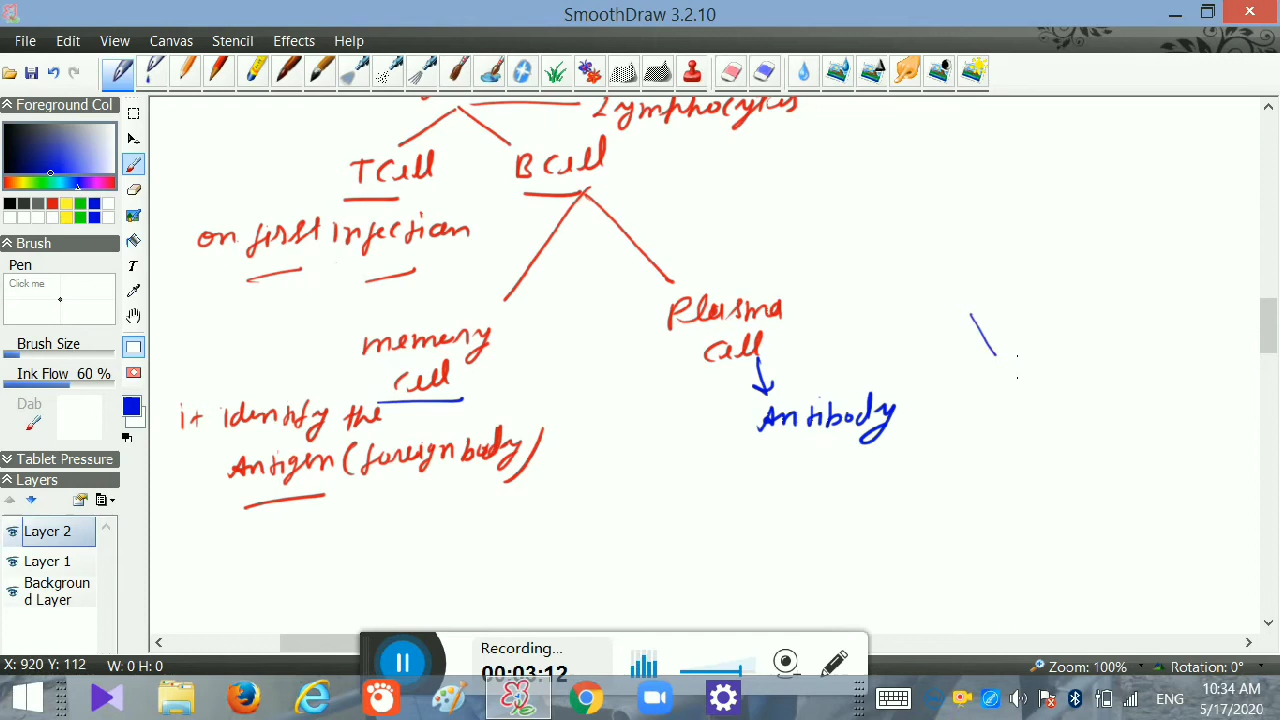 SmoothDraw 3.2.10
File Edit View Canvas Stencil Effects Help
Foreground Col
Lymphocytes
T Cell B Cell
on first Injection
Brush
Pen
Click me
Plasma
Cell
memory
Cell
Brush Size
Ink Flow 60 %
Dab
Antibody
it Identify the
Antigen (foreign body)
Tablet Pressure
Layers
Layer 2
Layer 1
Backgroun
d Layer
Recording...
00:03:12
X: 920 Y: 112 W: 0 H: 0
Zoom: 100% Rotation: 0°
ENG
10:34 AM
5/17/2020